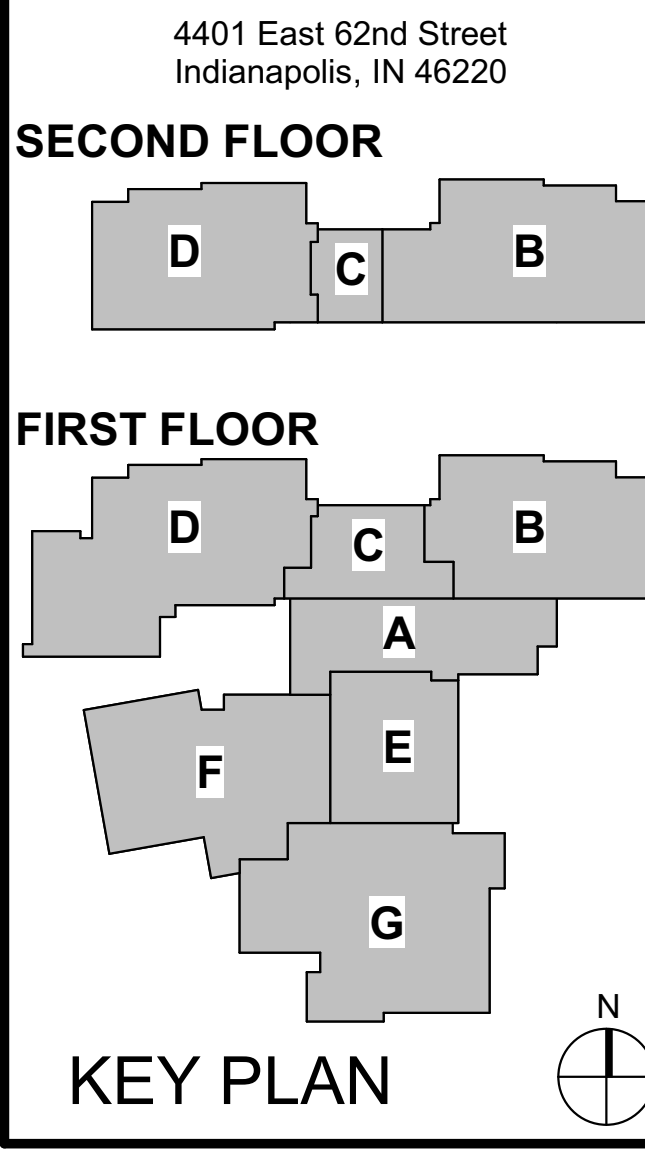 4401 East 62nd Street
Indianapolis, IN 46220
SECOND FLOOR
D
C
B
FIRST FLOOR
D
C
B
A
E
F
G
N
KEY PLAN